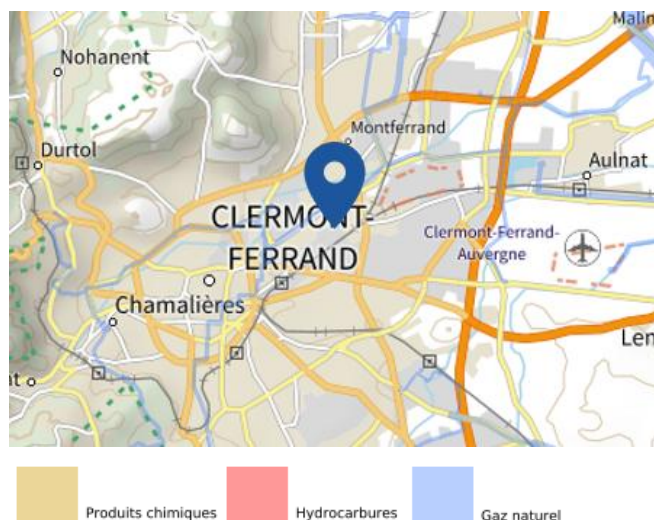 Malin
Nohanent
Montferrand
Durtol
Aulnat
CLERMONT-
FERRAND
Clermont-Ferrand-
Auvergne
Chamalières
Len
nt
Produits chimiques
Hydrocarbures
Gaz naturel